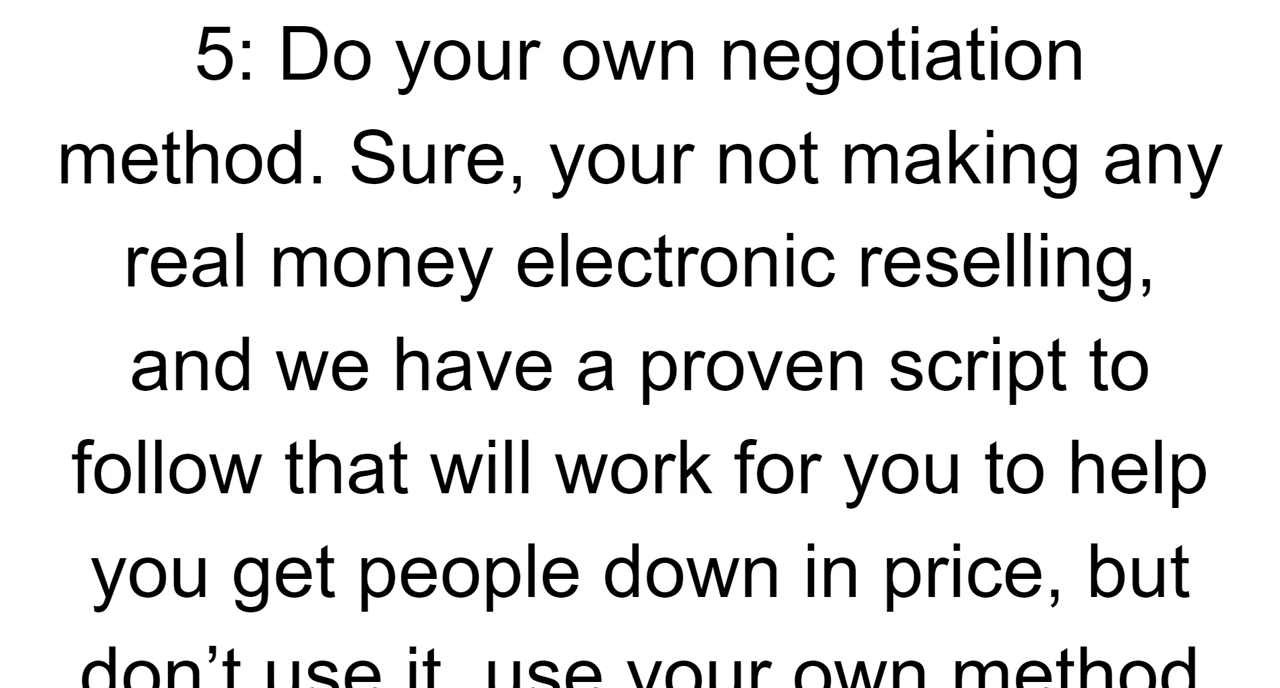 5: Do your own negotiation
method. Sure, your not making any
real money electronic reselling,
and we have a proven script to
follow that will work for you to help
you get people down in price, but
don’t use it, use your own method